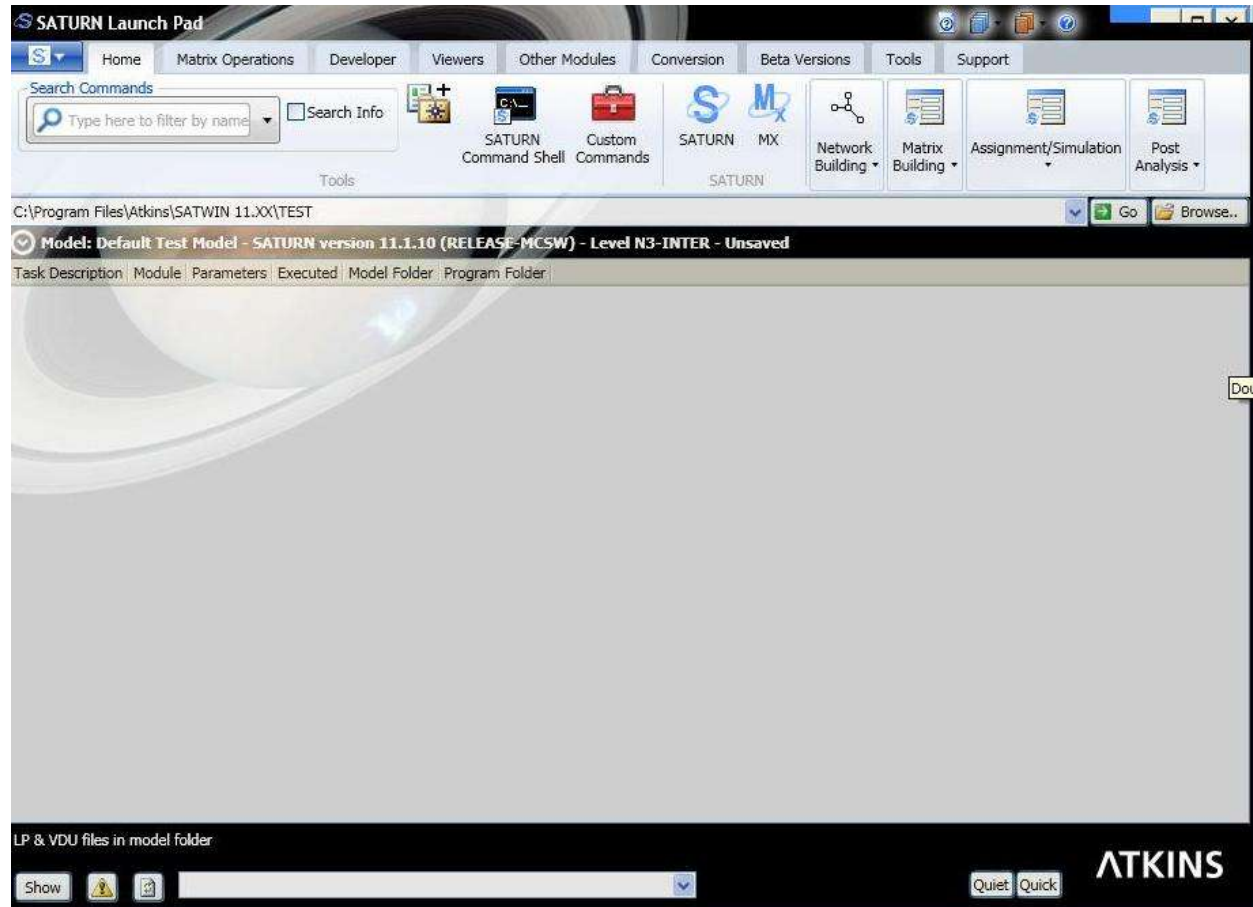 SATURN Launch Pad
S Home Matrix Operations Developer Viewers Other Modules Conversion Beta Versions Tools Support
Search Commands
Type here to filter by name
Search Info
SATURN Command Shell
Custom Commands
Tools
SATURN
MX
SATURN
Network Building
Matrix Building
Assignment/Simulation
Post Analysis
C:\Program Files\Atkins\SATWIN 11.XX\TEST
Go
Browse..
Model: Default Test Model - SATURN version 11.1.10 (RELEASE-MCSW) - Level N3-INTER - Unsaved
Task Description Module Parameters Executed Model Folder Program Folder
Dou
LP & VDU files in model folder
Show
Quiet Quick
ATKINS